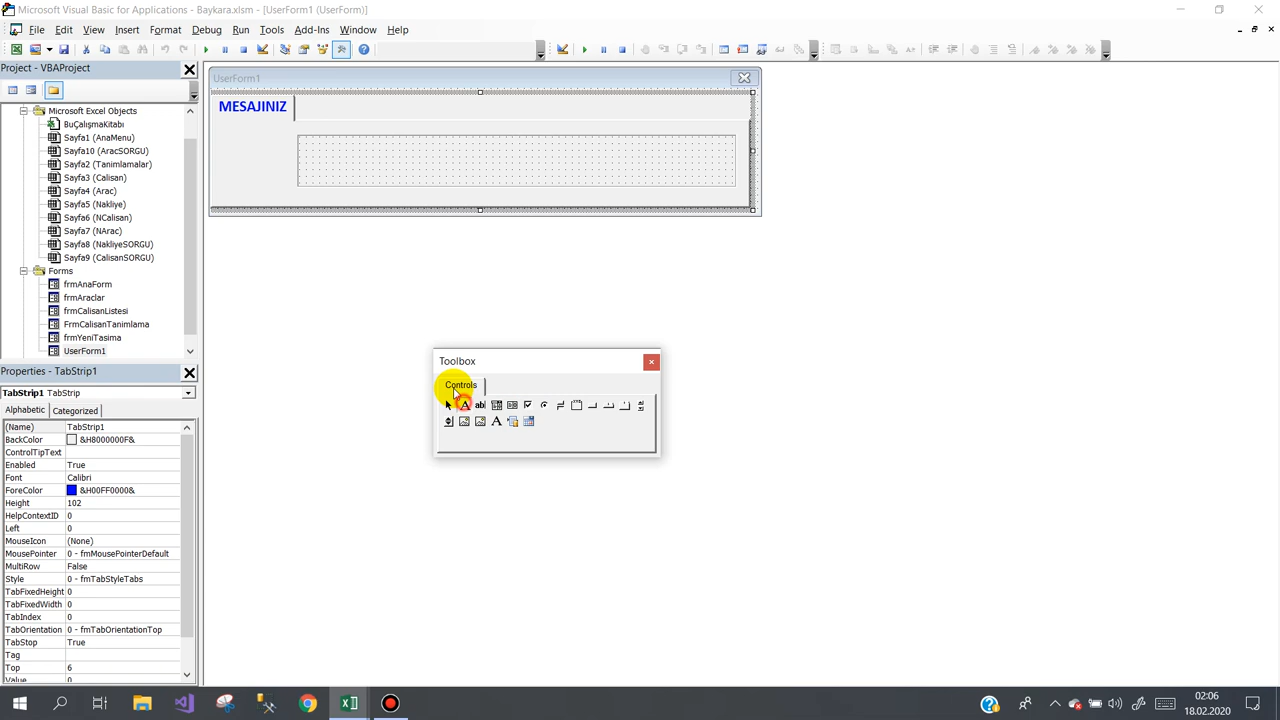 Microsoft Visual Basic for Applications - Baykara.xlsm - [UserForm1 (UserForm)]
File Edit View Insert Format Debug Run Tools Add-Ins Window Help
Project - VBAProject
Microsoft Excel Objects
BuÇalışmaKitabı
Sayfa1 (AnaMenu)
Sayfa10 (AracSORGU)
Sayfa2 (Tanimlamalar)
Sayfa3 (Calisan)
Sayfa4 (Arac)
Sayfa5 (Nakliye)
Sayfa6 (NCalisan)
Sayfa7 (NArac)
Sayfa8 (NakliyeSORGU)
Sayfa9 (CalisanSORGU)
Forms
frmAnaForm
frmAraclar
frmCalisanListesi
FrmCalisanTanimlama
frmYeniTasima
UserForm1
Properties - TabStrip1
TabStrip1 TabStrip
Alphabetic Categorized
(Name) TabStrip1
BackColor &H8000000F&
ControlTipText
Enabled True
Font Calibri
ForeColor &H00FF0000&
Height 102
HelpContextID 0
Left 0
MouseIcon (None)
MousePointer 0 - fmMousePointerDefault
MultiRow False
Style 0 - fmTabStyleTabs
TabFixedHeight 0
TabFixedWidth 0
TabIndex 0
TabOrientation 0 - fmTabOrientationTop
TabStop True
Tag
Top 6
Value 0
UserForm1
MESAJINIZ
Toolbox
Controls
A ab|
A
02:06
18.02.2020